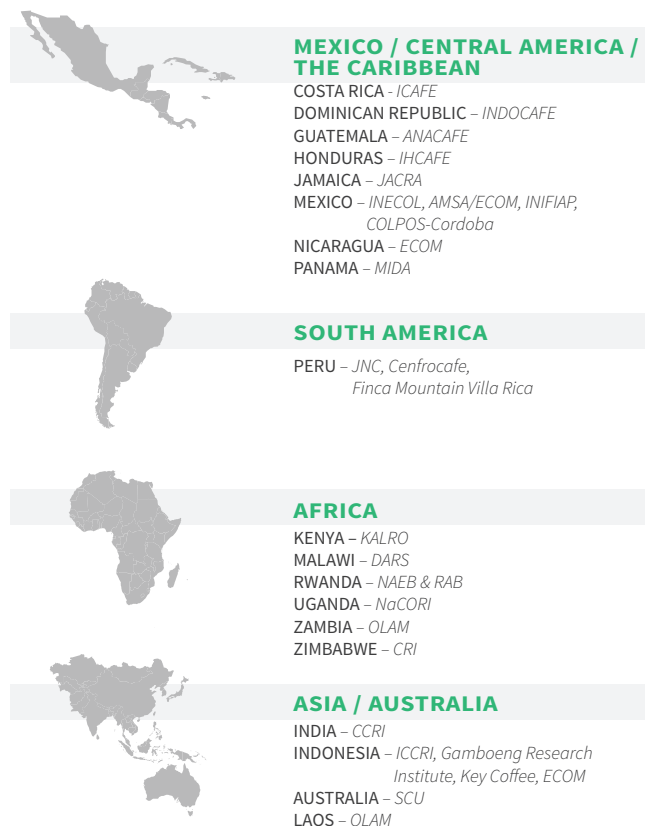 MEXICO / CENTRAL AMERICA /
THE CARIBBEAN
COSTA RICA - ICAFE
DOMINICAN REPUBLIC – INDOCAFE
GUATEMALA – ANACAFE
HONDURAS – IHCAFE
JAMAICA – JACRA
MEXICO – INECOL, AMSA/ECOM, INIFIAP,
COLPOS-Cordoba
NICARAGUA – ECOM
PANAMA – MIDA
SOUTH AMERICA
PERU – JNC, Cenfrocafe,
Finca Mountain Villa Rica
AFRICA
KENYA – KALRO
MALAWI – DARS
RWANDA – NAEB & RAB
UGANDA – NaCORI
ZAMBIA – OLAM
ZIMBABWE – CRI
ASIA / AUSTRALIA
INDIA – CCRI
INDONESIA – ICCRI, Gamboeng Research
Institute, Key Coffee, ECOM
AUSTRALIA – SCU
LAOS – OLAM